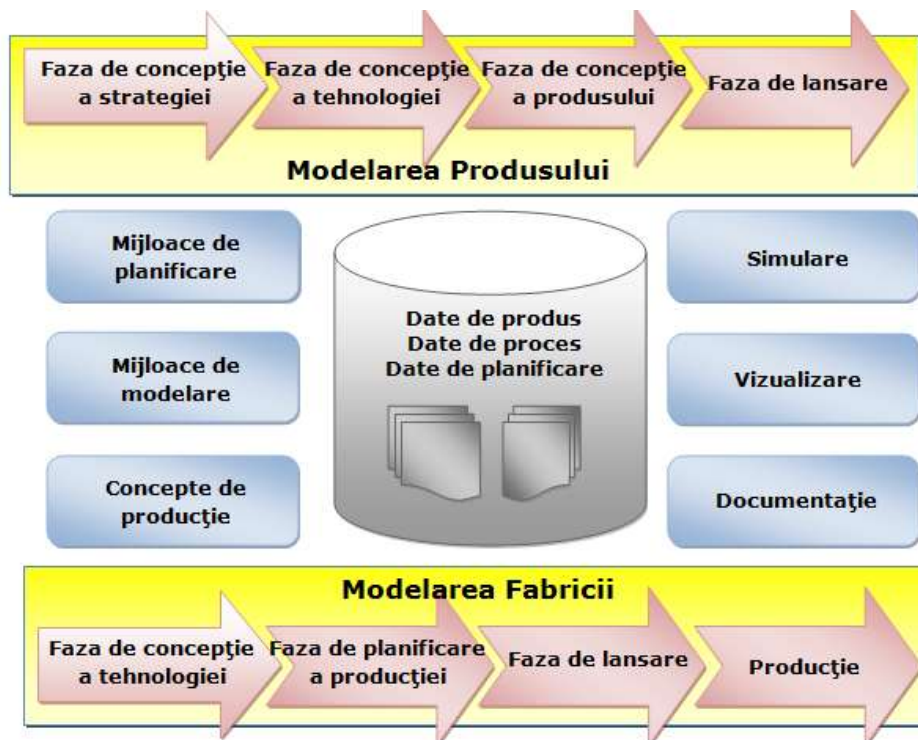 Faza de concepţie
a strategiei
Faza de concepţie
a tehnologiei
Faza de concepţie
a produsului
Faza de lansare
Modelarea Produsului
Mijloace de
planificare
Mijloace de
modelare
Concepte de
producţie
Date de produs
Date de proces
Date de planificare
Simulare
Vizualizare
Documentaţie
Modelarea Fabricii
Faza de concepţie
a tehnologiei
Faza de planificare
a producţiei
Faza de lansare
Producţie